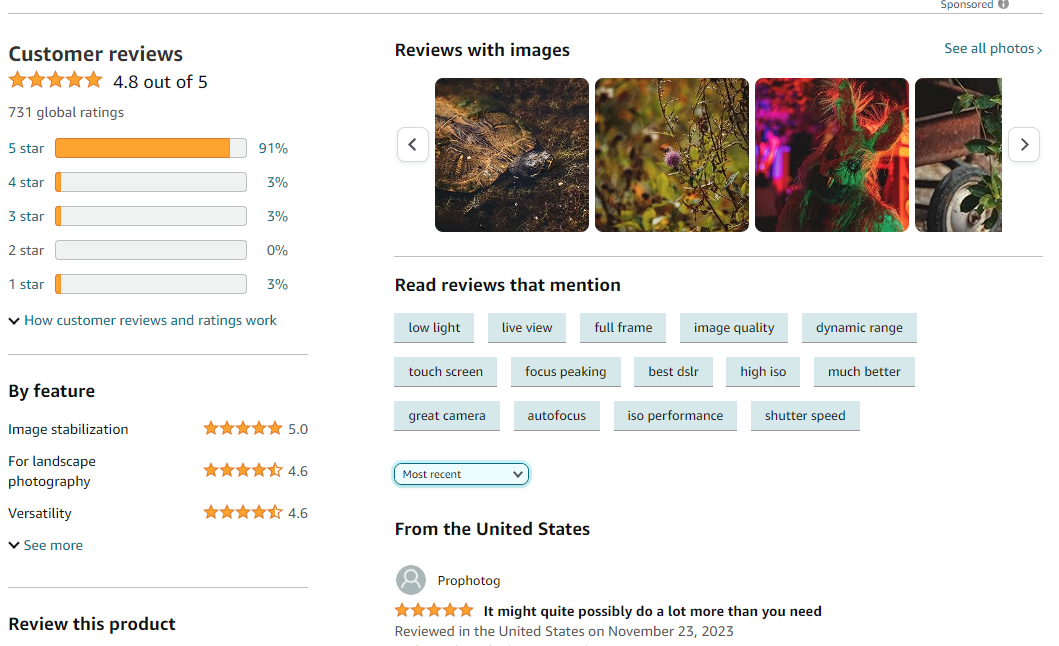 Sponsored
Customer reviews
4.8 out of 5
731 global ratings
5 star 91%
4 star 3%
3 star 3%
2 star 0%
1 star 3%
How customer reviews and ratings work
By feature
Image stabilization 5.0
For landscape
photography 4.6
Versatility 4.6
See more
Review this product
Reviews with images
See all photos
Read reviews that mention
low light live view full frame image quality dynamic range
touch screen focus peaking best dslr high iso much better
great camera autofocus iso performance shutter speed
Most recent
From the United States
Prophotog
It might quite possibly do a lot more than you need
Reviewed in the United States on November 23, 2023